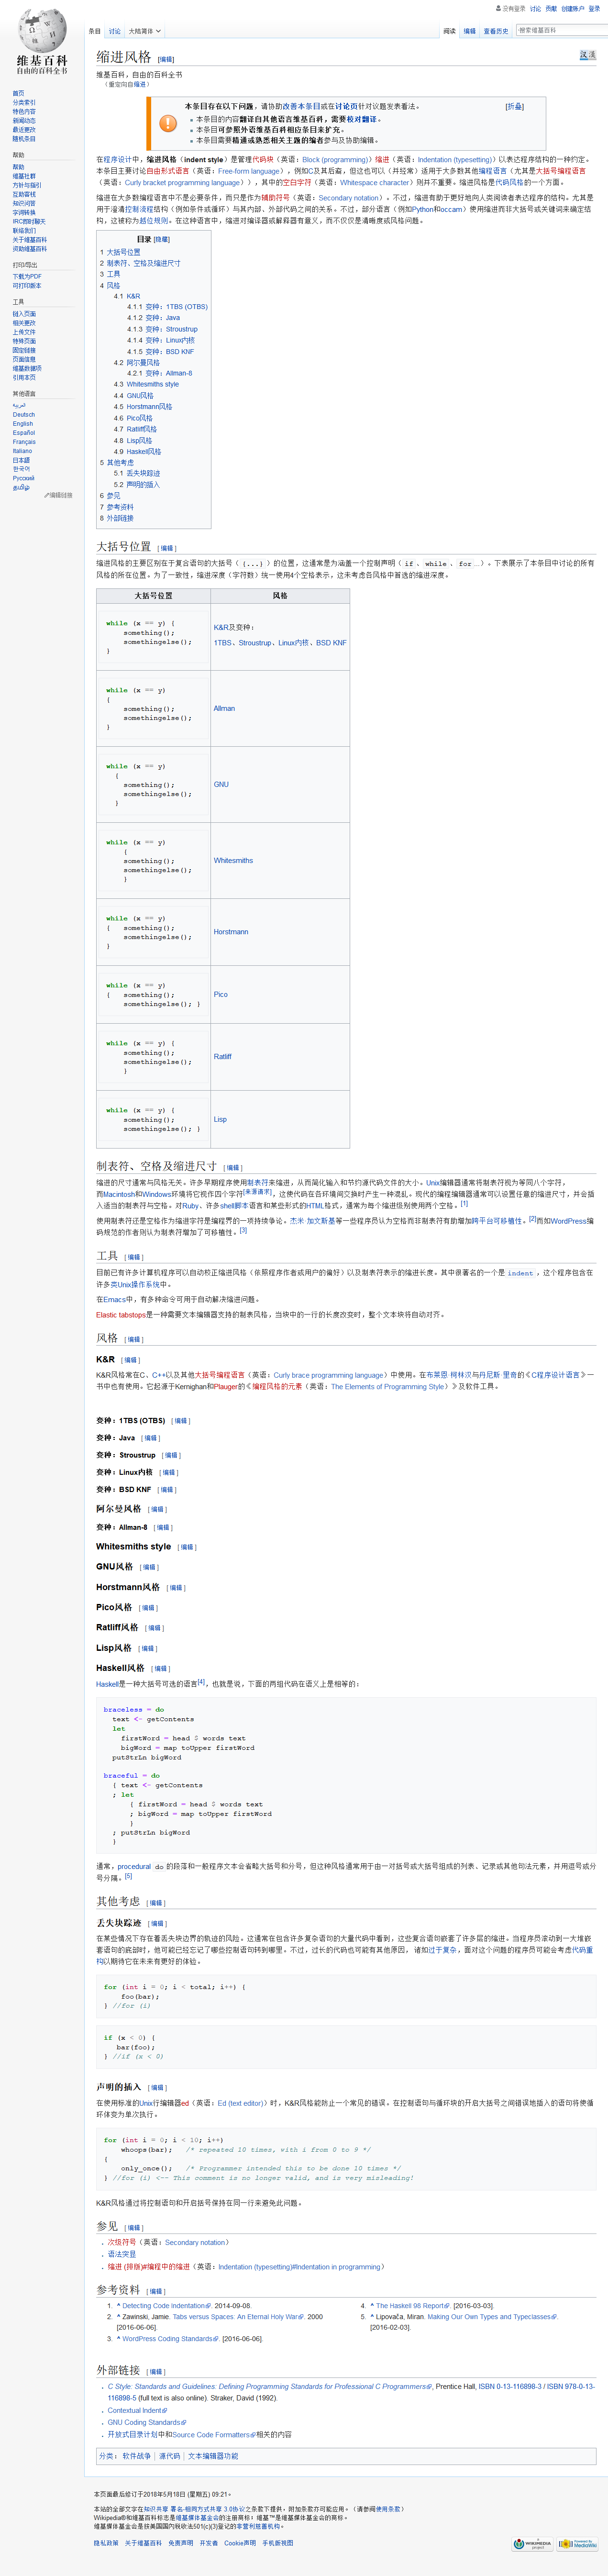 没有登录 讨论 贡献 创建账户 登录
条目 讨论 大陆简体 阅读 编辑 查看历史 搜索维基百科
维基百科
自由的百科全书
首页
分类索引
特色内容
新闻动态
最近更改
随机条目
帮助
帮助
维基社群
方针与指引
互助客栈
知识问答
字词转换
IRC即时聊天
联络我们
关于维基百科
资助维基百科
打印/导出
下载为PDF
可打印版本
工具
链入页面
相关更改
上传文件
特殊页面
固定链接
页面信息
维基数据项
引用本页
其他语言
العربية
Deutsch
English
Español
Français
Italiano
日本語
한국어
Русский
தமிழ்
编辑链接
缩进风格 [编辑]
汉 漢
维基百科，自由的百科全书
（重定向自缩进）
本条目存在以下问题，请协助改善本条目或在讨论页针对议题发表看法。 [折叠]
本条目的内容翻译自其他语言维基百科，需要校对翻译。
本条目可参照外语维基百科相应条目来扩充。
本条目需要精通或熟悉相关主题的编者参与及协助编辑。
在程序设计中，缩进风格（indent style）是管理代码块（英语：Block (programming)）缩进（英语：Indentation (typesetting)）以表达程序结构的一种约定。
本条目主要讨论自由形式语言（英语：Free-form language），例如C及其后裔，但这也可以（并经常）适用于大多数其他编程语言（尤其是大括号编程语言
（英语：Curly bracket programming language）），其中的空白字符（英语：Whitespace character）则并不重要。缩进风格是代码风格的一个方面。
缩进在大多数编程语言中不是必要条件，而只是作为辅助符号（英语：Secondary notation）。不过，缩进有助于更好地向人类阅读者表达程序的结构。尤其是
用于厘清控制流程结构（例如条件或循环）与其内部、外部代码之间的关系。不过，部分语言（例如Python和occam）使用缩进而非大括号或关键词来确定结
构，这被称为越位规则。在这种语言中，缩进对编译器或解释器有意义，而不仅仅是清晰度或风格问题。
目录 [隐藏]
1 大括号位置
2 制表符、空格及缩进尺寸
3 工具
4 风格
4.1 K&R
4.1.1 变种：1TBS (OTBS)
4.1.2 变种：Java
4.1.3 变种：Stroustrup
4.1.4 变种：Linux内核
4.1.5 变种：BSD KNF
4.2 阿尔曼风格
4.2.1 变种：Allman-8
4.3 Whitesmiths style
4.4 GNU风格
4.5 Horstmann风格
4.6 Pico风格
4.7 Ratliff风格
4.8 Lisp风格
4.9 Haskell风格
5 其他考虑
5.1 丢失块踪迹
5.2 声明的插入
6 参见
7 参考资料
8 外部链接
大括号位置 [编辑]
缩进风格的主要区别在于复合语句的大括号（ {...} ）的位置，这通常是为涵盖一个控制声明（ if 、 while 、 for …）。下表展示了本条目中讨论的所有
风格的所在位置。为了一致性，缩进深度（字符数）统一使用4个空格表示，这未考虑各风格中首选的缩进深度。
大括号位置 风格
while (x == y) {
something();
somethingelse();
}
K&R及变种：
1TBS、Stroustrup、Linux内核、BSD KNF
while (x == y)
{
something();
somethingelse();
}
Allman
while (x == y)
{
something();
somethingelse();
}
GNU
while (x == y)
{
something();
somethingelse();
}
Whitesmiths
while (x == y)
{ something();
somethingelse();
}
Horstmann
while (x == y)
{ something();
somethingelse(); }
Pico
while (x == y) {
something();
somethingelse();
}
Ratliff
while (x == y) {
something();
somethingelse(); }
Lisp
制表符、空格及缩进尺寸 [编辑]
缩进的尺寸通常与风格无关。许多早期程序使用制表符来缩进，从而简化输入和节约源代码文件的大小。Unix编辑器通常将制表符视为等同八个字符，
而Macintosh和Windows环境将它视作四个字符[来源请求]，这使代码在各环境间交换时产生一种混乱。现代的编程编辑器通常可以设置任意的缩进尺寸，并会插
入适当的制表符与空格。对Ruby、许多shell脚本语言和某些形式的HTML格式，通常为每个缩进级别使用两个空格。[1]
使用制表符还是空格作为缩进字符是编程界的一项持续争论。杰米·加文斯基等一些程序员认为空格而非制表符有助增加跨平台可移植性。[2]而如WordPress编
码规范的作者则认为制表符增加了可移植性。[3]
工具 [编辑]
目前已有许多计算机程序可以自动校正缩进风格（依照程序作者或用户的偏好）以及制表符表示的缩进长度。其中很著名的一个是 indent ，这个程序包含在
许多类Unix操作系统中。
在Emacs中，有多种命令可用于自动解决缩进问题。
Elastic tabstops是一种需要文本编辑器支持的制表风格，当块中的一行的长度改变时，整个文本块将自动对齐。
风格 [编辑]
K&R [编辑]
K&R风格常在C、C++以及其他大括号编程语言（英语：Curly brace programming language）中使用。在布莱恩·柯林汉与丹尼斯·里奇的《C程序设计语言》一
书中也有使用。它起源于Kernighan和Plauger的《编程风格的元素（英语：The Elements of Programming Style）》及软件工具。
变种：1TBS (OTBS) [编辑]
变种：Java [编辑]
变种：Stroustrup [编辑]
变种：Linux内核 [编辑]
变种：BSD KNF [编辑]
阿尔曼风格 [编辑]
变种：Allman-8 [编辑]
Whitesmiths style [编辑]
GNU风格 [编辑]
Horstmann风格 [编辑]
Pico风格 [编辑]
Ratliff风格 [编辑]
Lisp风格 [编辑]
Haskell风格 [编辑]
Haskell是一种大括号可选的语言[4]，也就是说，下面的两组代码在语义上是相等的：
braceless = do
text <- getContents
let
firstWord = head $ words text
bigWord = map toUpper firstWord
putStrLn bigWord
braceful = do
{ text <- getContents
; let
{ firstWord = head $ words text
; bigWord = map toUpper firstWord
}
; putStrLn bigWord
}
通常，procedural do 的段落和一般程序文本会省略大括号和分号，但这种风格通常用于由一对括号或大括号组成的列表、记录或其他句法元素，并用逗号或分
号分隔。[5]
其他考虑 [编辑]
丢失块踪迹 [编辑]
在某些情况下存在着丢失块边界的轨迹的风险。这通常在包含许多复杂语句的大量代码中看到，这些复合语句嵌套了许多层的缩进。当程序员滚动到一大堆嵌
套语句的底部时，他可能已经忘记了哪些控制语句转到哪里。不过，过长的代码也可能有其他原因， 诸如过于复杂，面对这个问题的程序员可能会考虑代码重
构以期待它在未来有更好的体验。
for (int i = 0; i < total; i++) {
foo(bar);
} //for (i)
if (x < 0) {
bar(foo);
} //if (x < 0)
声明的插入 [编辑]
在使用标准的Unix行编辑器ed（英语：Ed (text editor)）时，K&R风格能防止一个常见的错误。在控制语句与循环块的开启大括号之间错误地插入的语句将使循
环体变为单次执行。
for (int i = 0; i < 10; i++)
whoops(bar); /* repeated 10 times, with i from 0 to 9 */
{
only_once(); /* Programmer intended this to be done 10 times */
} //for (i) <-- This comment is no longer valid, and is very misleading!
K&R风格通过将控制语句和开启括号保持在同一行来避免此问题。
参见 [编辑]
次级符号（英语：Secondary notation）
语法突显
缩进 (排版)#编程中的缩进（英语：Indentation (typesetting)#Indentation in programming）
参考资料 [编辑]
1. ^ Detecting Code Indentation. 2014-09-08.
2. ^ Zawinski, Jamie. Tabs versus Spaces: An Eternal Holy War. 2000
[2016-06-06].
3. ^ WordPress Coding Standards. [2016-06-06].
4. ^ The Haskell 98 Report. [2016-03-03].
5. ^ Lipovača, Miran. Making Our Own Types and Typeclasses.
[2016-02-03].
外部链接 [编辑]
C Style: Standards and Guidelines: Defining Programming Standards for Professional C Programmers, Prentice Hall, ISBN 0-13-116898-3 / ISBN 978-0-13-
116898-5 (full text is also online). Straker, David (1992).
Contextual Indent
GNU Coding Standards
开放式目录计划中和Source Code Formatters相关的内容
分类： 软件战争 | 源代码 | 文本编辑器功能
本页面最后修订于2018年5月18日 (星期五) 09:21。
本站的全部文字在知识共享 署名-相同方式共享 3.0协议之条款下提供，附加条款亦可能应用。（请参阅使用条款）
Wikipedia®和维基百科标志是维基媒体基金会的注册商标；维基™是维基媒体基金会的商标。
维基媒体基金会是按美国国内税收法501(c)(3)登记的非营利慈善机构。
隐私政策 关于维基百科 免责声明 开发者 Cookie声明 手机版视图
WIKIMEDIA project Powered By MediaWiki